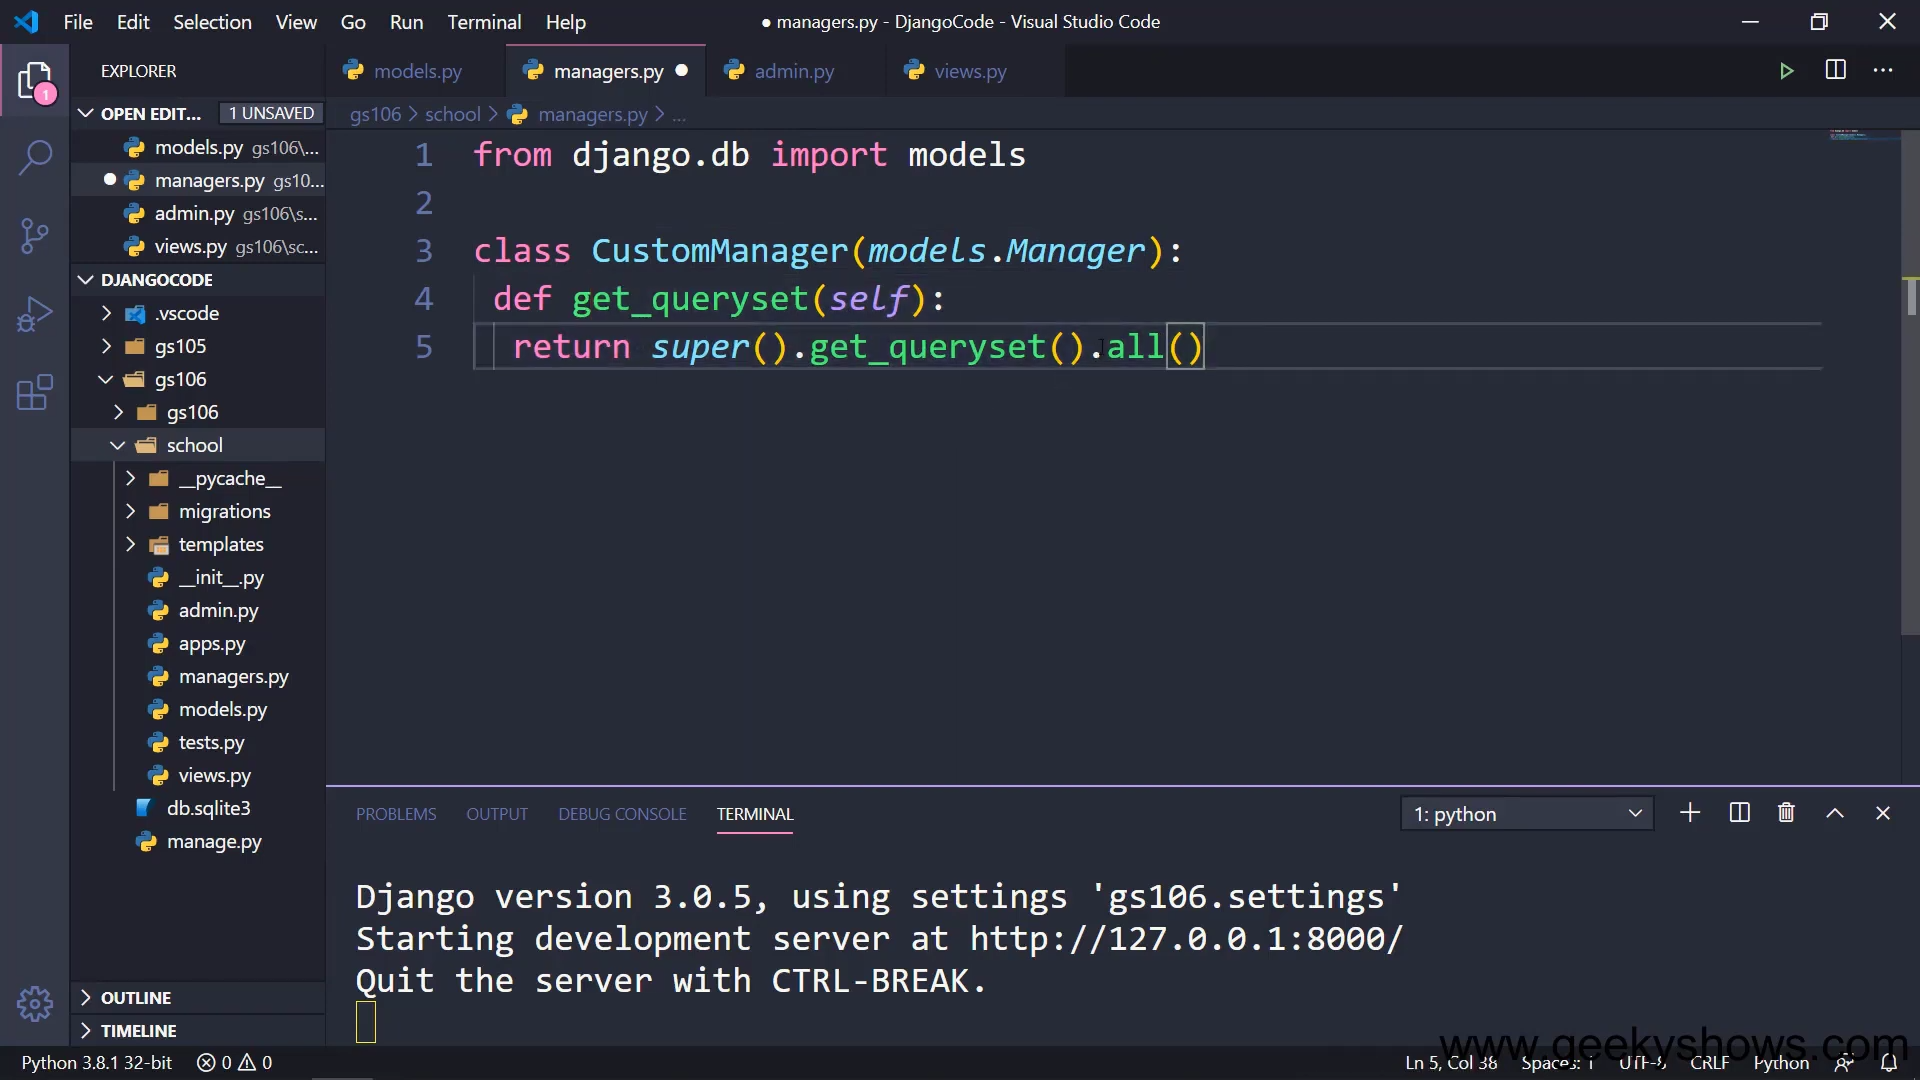 File Edit Selection View Go Run Terminal Help
● managers.py - DjangoCode - Visual Studio Code
EXPLORER
1
OPEN EDIT... 1 UNSAVED
models.py gs106\...
● managers.py gs10...
admin.py gs106\s...
views.py gs106\sc...
DJANGOCODE
.vscode
gs105
gs106
gs106
school
__pycache__
migrations
templates
__init__.py
admin.py
apps.py
managers.py
models.py
tests.py
views.py
db.sqlite3
manage.py
OUTLINE
TIMELINE
models.py managers.py ● admin.py views.py
gs106 > school > managers.py > ...
1 from django.db import models
2
3 class CustomManager(models.Manager):
4 def get_queryset(self):
5 return super().get_queryset().all()
PROBLEMS OUTPUT DEBUG CONSOLE TERMINAL
1: python
Django version 3.0.5, using settings 'gs106.settings'
Starting development server at http://127.0.0.1:8000/
Quit the server with CTRL-BREAK.
www.geekyshows.com
Python 3.8.1 32-bit 0 0
Ln 5, Col 38 Spaces: 1 UTF-8 CRLF Python